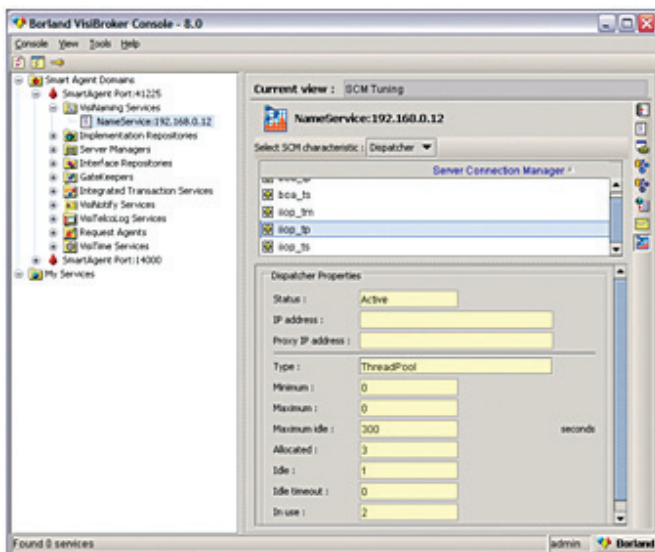 Borland VisiBroker Console - 8.0
Console View Tools Help
Smart Agent Domains
SmartAgent Port:41225
VisiNaming Services
NameService:192.168.0.12
Implementation Repositories
Server Managers
Interface Repositories
GateKeepers
Integrated Transaction Services
VisiNotify Services
VisiTelcoLog Services
Request Agents
VisiTime Services
SmartAgent Port:14000
My Services
Current view : SCM Tuning
NameService:192.168.0.12
Select SCM characteristic : Dispatcher
Server Connection Manager
bca_ts
iiop_tm
iiop_tp
iiop_ts
Dispatcher Properties
Status : Active
IP address :
Proxy IP address :
Type : ThreadPool
Minimum : 0
Maximum : 0
Maximum idle : 300 seconds
Allocated : 3
Idle : 1
Idle timeout : 0
In use : 2
Found 0 services
admin
Borland